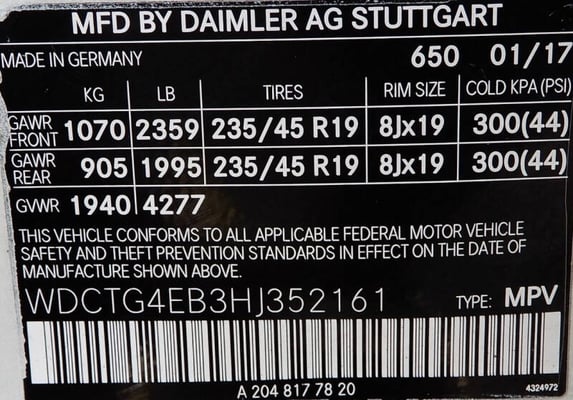 MFD BY DAIMLER AG STUTTGART
MADE IN GERMANY 650 01/17
KG LB TIRES RIM SIZE COLD KPA (PSI)
GAWR FRONT 1070 2359 235/45 R19 8Jx19 300(44)
GAWR REAR 905 1995 235/45 R19 8Jx19 300(44)
GVWR 1940 4277
THIS VEHICLE CONFORMS TO ALL APPLICABLE FEDERAL MOTOR VEHICLE
SAFETY AND THEFT PREVENTION STANDARDS IN EFFECT ON THE DATE OF
MANUFACTURE SHOWN ABOVE.
WDCTG4EB3HJ352161 TYPE: MPV
A 204 817 78 20 4324972